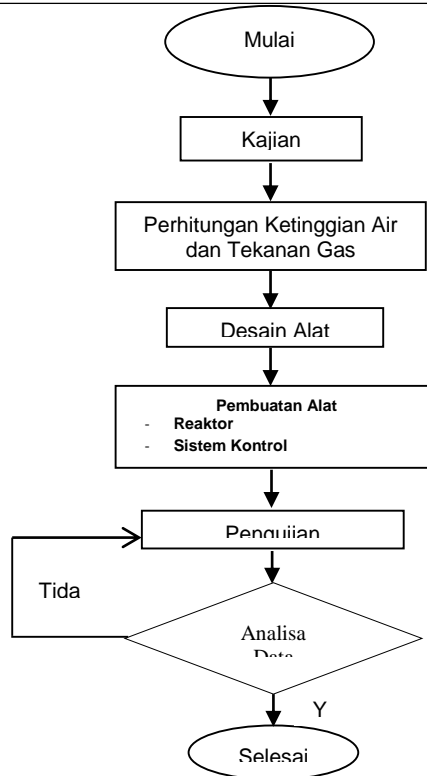 Mulai
Kajian
Perhitungan Ketinggian Air
dan Tekanan Gas
Desain Alat
Pembuatan Alat
- Reaktor
- Sistem Kontrol
Pengujian
Tida
Analisa
Data
Y
Selesai